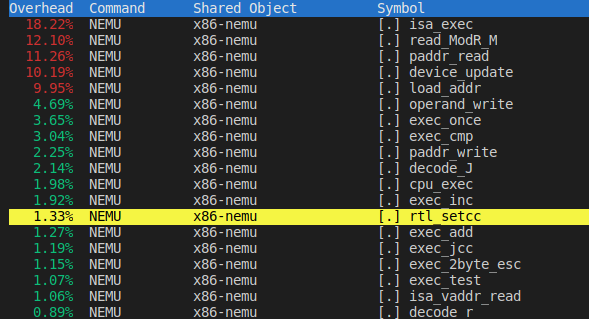 Overhead Command Shared Object Symbol
18.22% NEMU x86-nemu [.] isa_exec
12.10% NEMU x86-nemu [.] read_ModR_M
11.26% NEMU x86-nemu [.] paddr_read
10.19% NEMU x86-nemu [.] device_update
9.95% NEMU x86-nemu [.] load_addr
4.69% NEMU x86-nemu [.] operand_write
3.65% NEMU x86-nemu [.] exec_once
3.04% NEMU x86-nemu [.] exec_cmp
2.25% NEMU x86-nemu [.] paddr_write
2.14% NEMU x86-nemu [.] decode_J
1.98% NEMU x86-nemu [.] cpu_exec
1.92% NEMU x86-nemu [.] exec_inc
1.33% NEMU x86-nemu [.] rtl_setcc
1.27% NEMU x86-nemu [.] exec_add
1.19% NEMU x86-nemu [.] exec_jcc
1.15% NEMU x86-nemu [.] exec_2byte_esc
1.07% NEMU x86-nemu [.] exec_test
1.06% NEMU x86-nemu [.] isa_vaddr_read
0.89% NEMU x86-nemu [.] decode_r